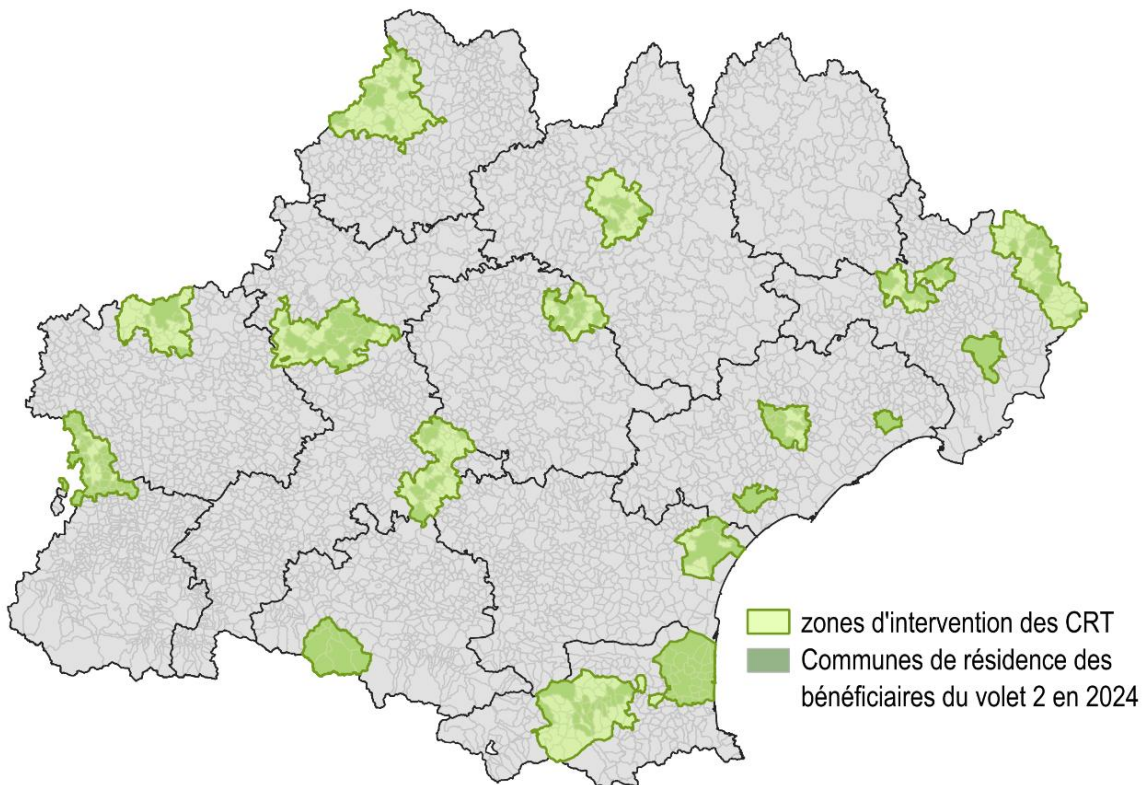 zones d'intervention des CRT
Communes de résidence des
bénéficiaires du volet 2 en 2024